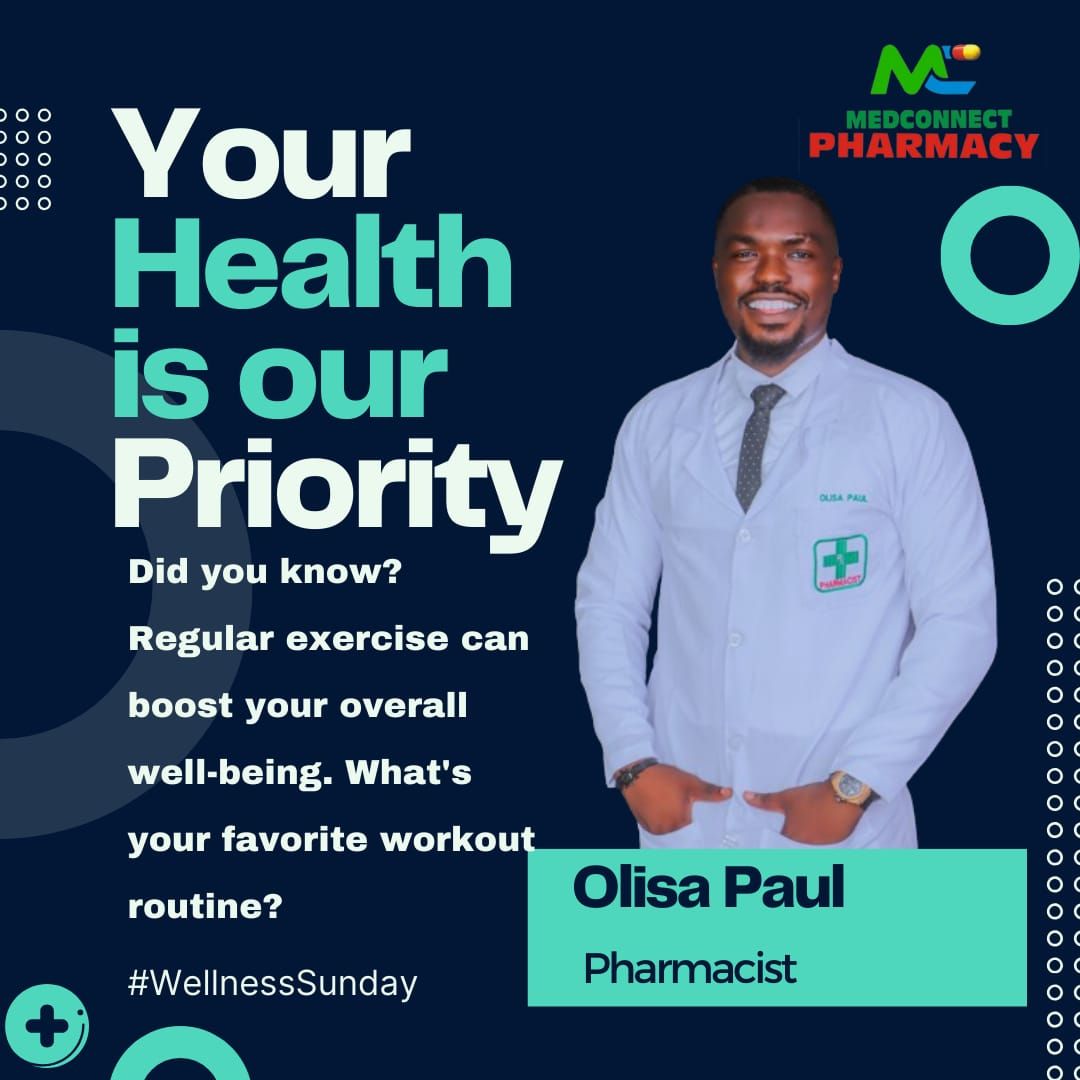 MEDCONNECT
PHARMACY
Your
Health
is our
Priority
Did you know?
Regular exercise can
boost your overall
well-being. What's
your favorite workout
routine?
#WellnessSunday
OLISA PAUL
PHARMACIST
Olisa Paul
Pharmacist